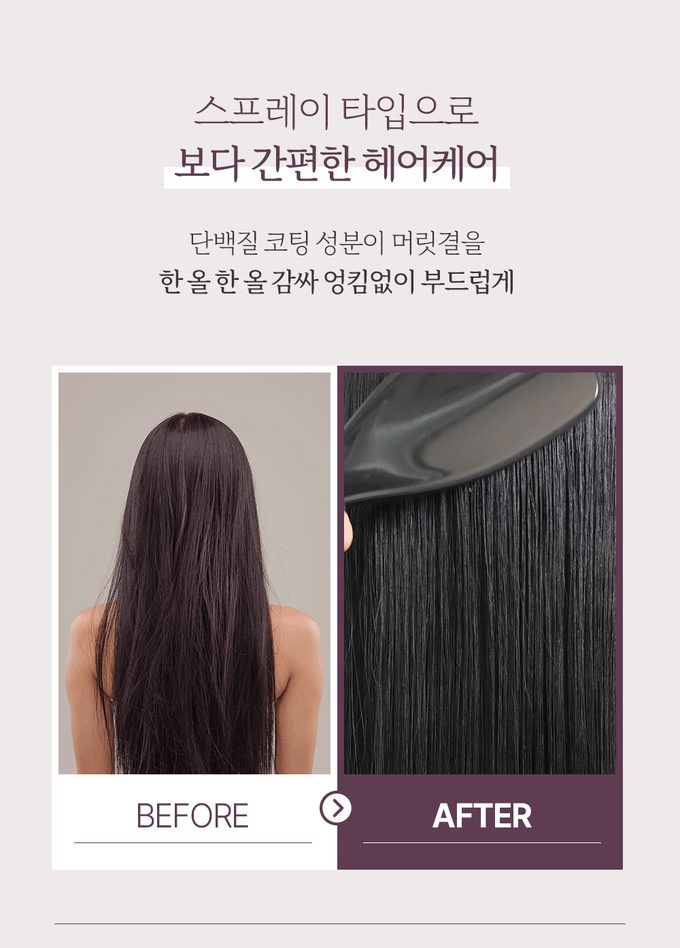 스프레이 타입으로
보다 간편한 헤어케어
단백질 코팅 성분이 머릿결을
한 올 한 올 감싸 엉킴없이 부드럽게
BEFORE
AFTER